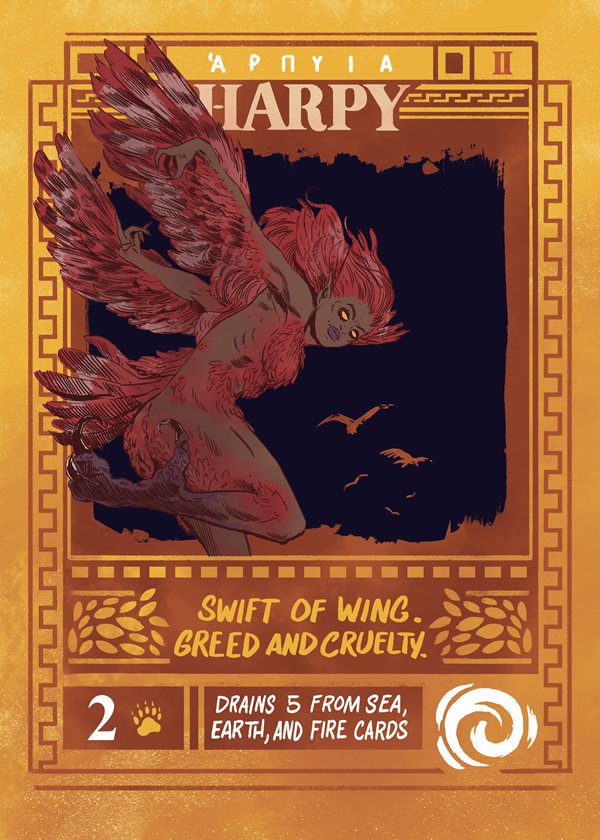 ἉΡΠΥΙΑ
II
HARPY
SWIFT OF WING.
GREED AND CRUELTY.
2
DRAINS 5 FROM SEA,
EARTH, AND FIRE CARDS